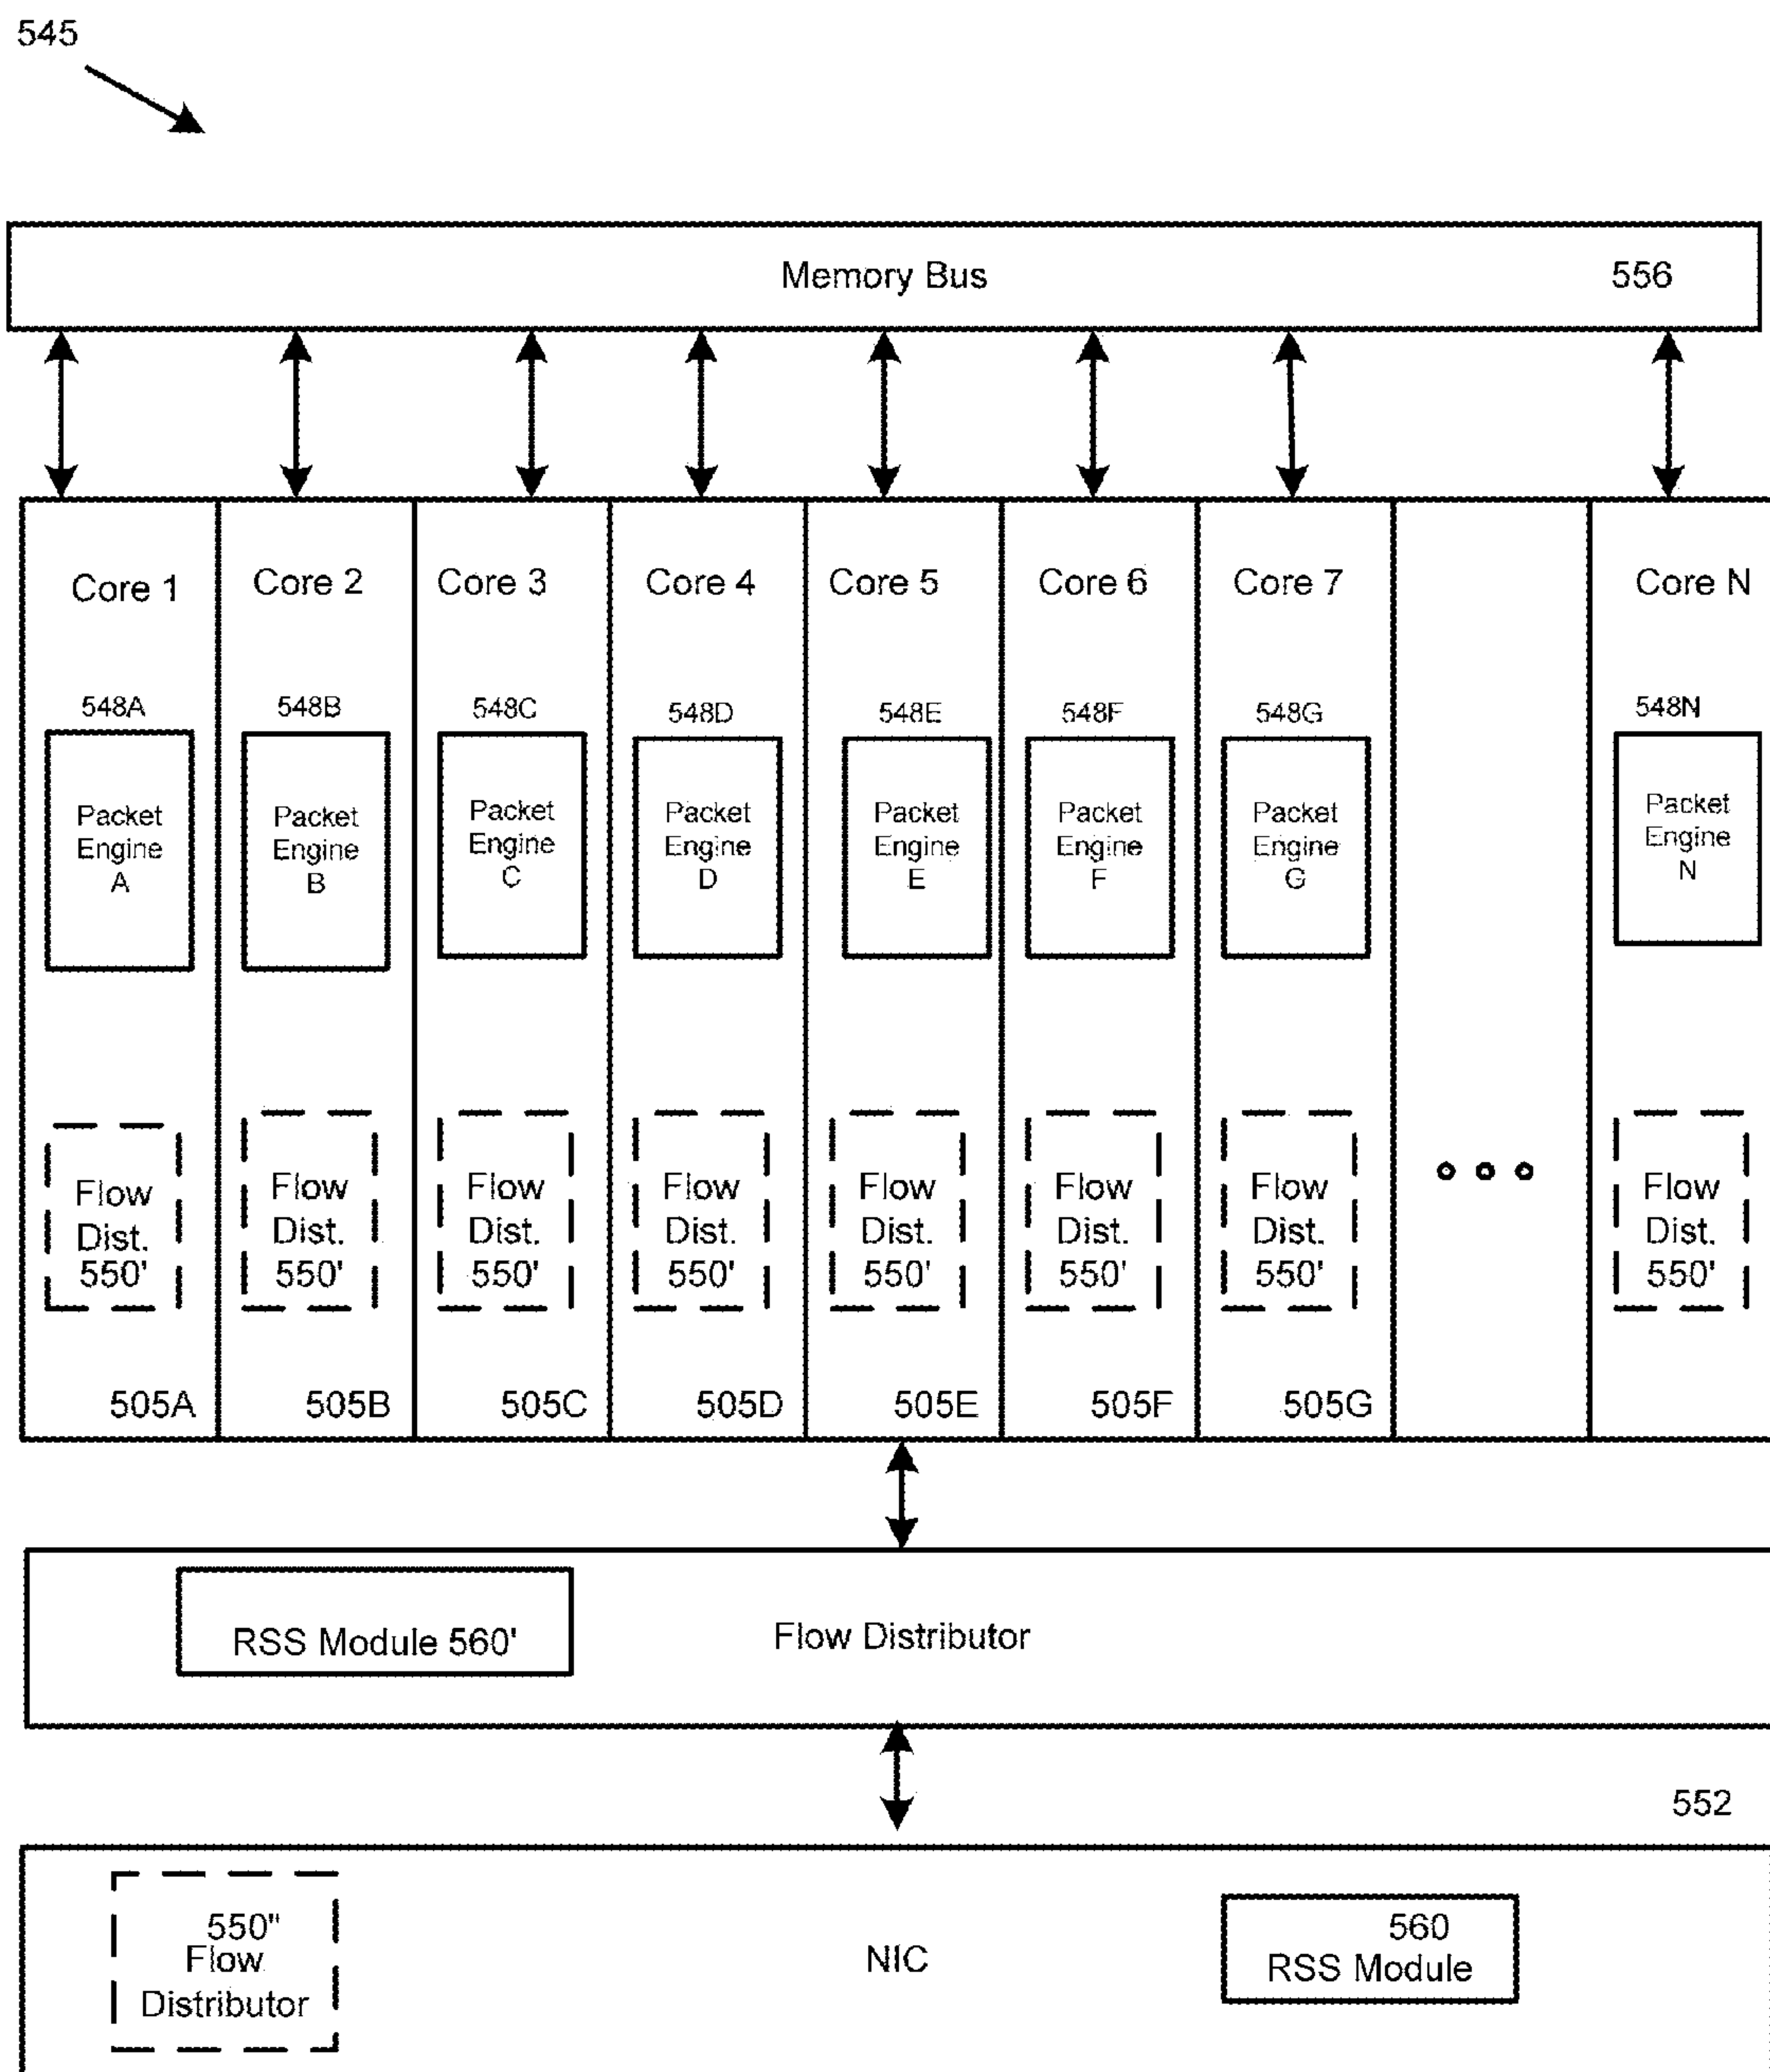 545
Memory Bus
556
Core 1
Core 2
Core 3
Core 4
Core 5
Core 6
Core 7
Core N
548A
548B
548C
548D
548E
548F
548G
548N
Packet
Engine
A
Packet
Engine
B
Packet
Engine
C
Packet
Engine
D
Packet
Engine
E
Packet
Engine
F
Packet
Engine
G
Packet
Engine
N
Flow
Dist.
550'
Flow
Dist.
550'
Flow
Dist.
550'
Flow
Dist.
550'
Flow
Dist.
550'
Flow
Dist.
550'
Flow
Dist.
550'
Flow
Dist.
550'
505A
505B
505C
505D
505E
505F
505G
RSS Module 560'
Flow Distributor
552
550"
Flow
Distributor
NIC
560
RSS Module